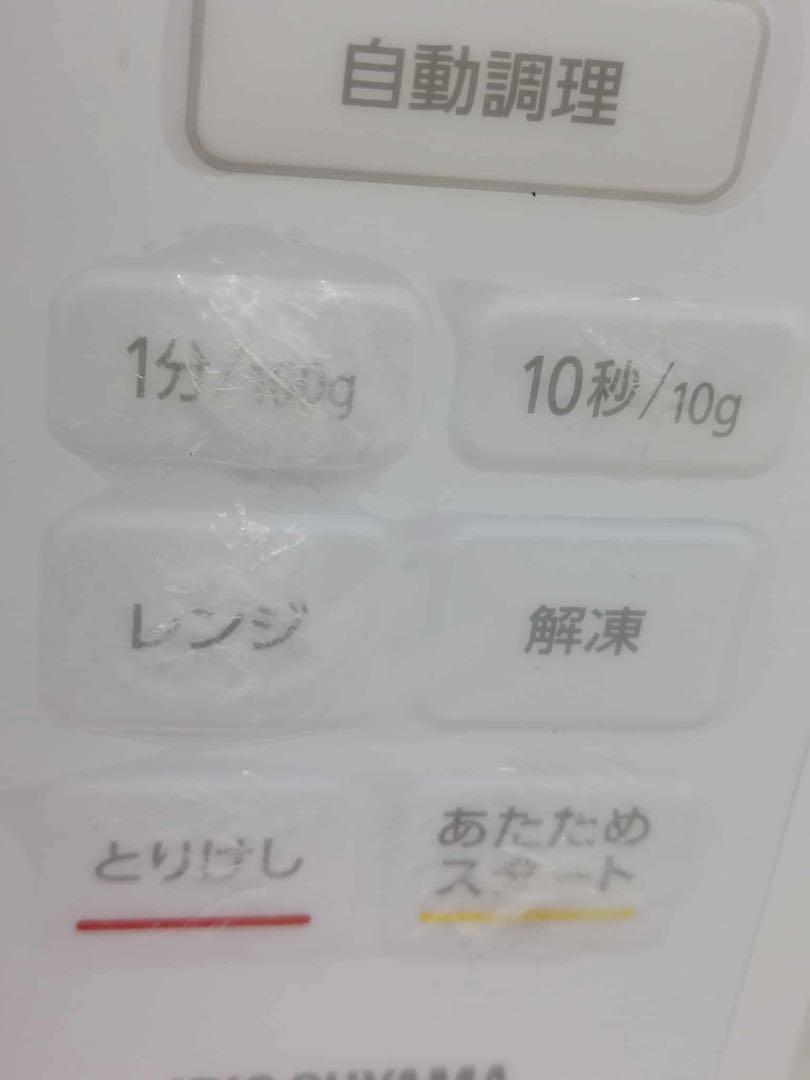 自動調理
1分/100g
10秒/10g
レンジ
解凍
とりけし
あたため
スタート